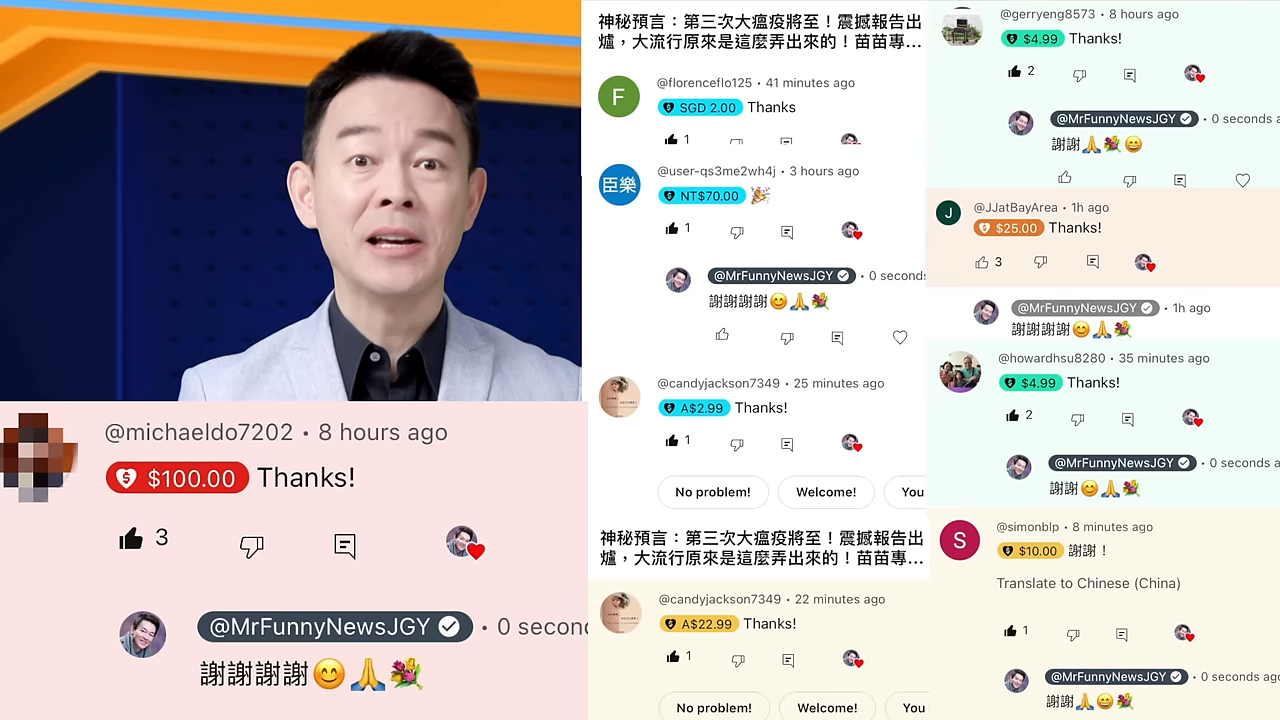 @michaeldo7202 • 8 hours ago
$100.00 Thanks!
3
@MrFunnyNewsJGY • 0 secon
謝謝謝謝😊🙏💐
神秘預言：第三次大瘟疫將至！震撼報告出
爐，大流行原來是這麼弄出來的！苗苗專...
F
@florenceflo125 • 41 minutes ago
SGD 2.00 Thanks
1
臣樂
@user-qs3me2wh4j • 3 hours ago
NT$70.00 🎉
1
@MrFunnyNewsJGY • 0 seconds
謝謝謝謝😊🙏💐
@candyjackson7349 • 25 minutes ago
A$2.99 Thanks!
1
No problem! Welcome! You
神秘預言：第三次大瘟疫將至！震撼報告出
爐，大流行原來是這麼弄出來的！苗苗專...
@candyjackson7349 • 22 minutes ago
A$22.99 Thanks!
1
No problem! Welcome! You
@gerryeng8573 • 8 hours ago
$4.99 Thanks!
2
@MrFunnyNewsJGY • 0 seconds a
謝謝🙏💐😄
J
@JJatBayArea • 1h ago
$25.00 Thanks!
3
@MrFunnyNewsJGY • 1h ago
謝謝謝謝😊🙏💐
@howardhsu8280 • 35 minutes ago
$4.99 Thanks!
2
@MrFunnyNewsJGY • 0 seconds a
謝謝😊🙏💐
S
@simonblp • 8 minutes ago
$10.00 謝謝！
Translate to Chinese (China)
1
@MrFunnyNewsJGY • 0 seconds ago
謝謝🙏😄💐